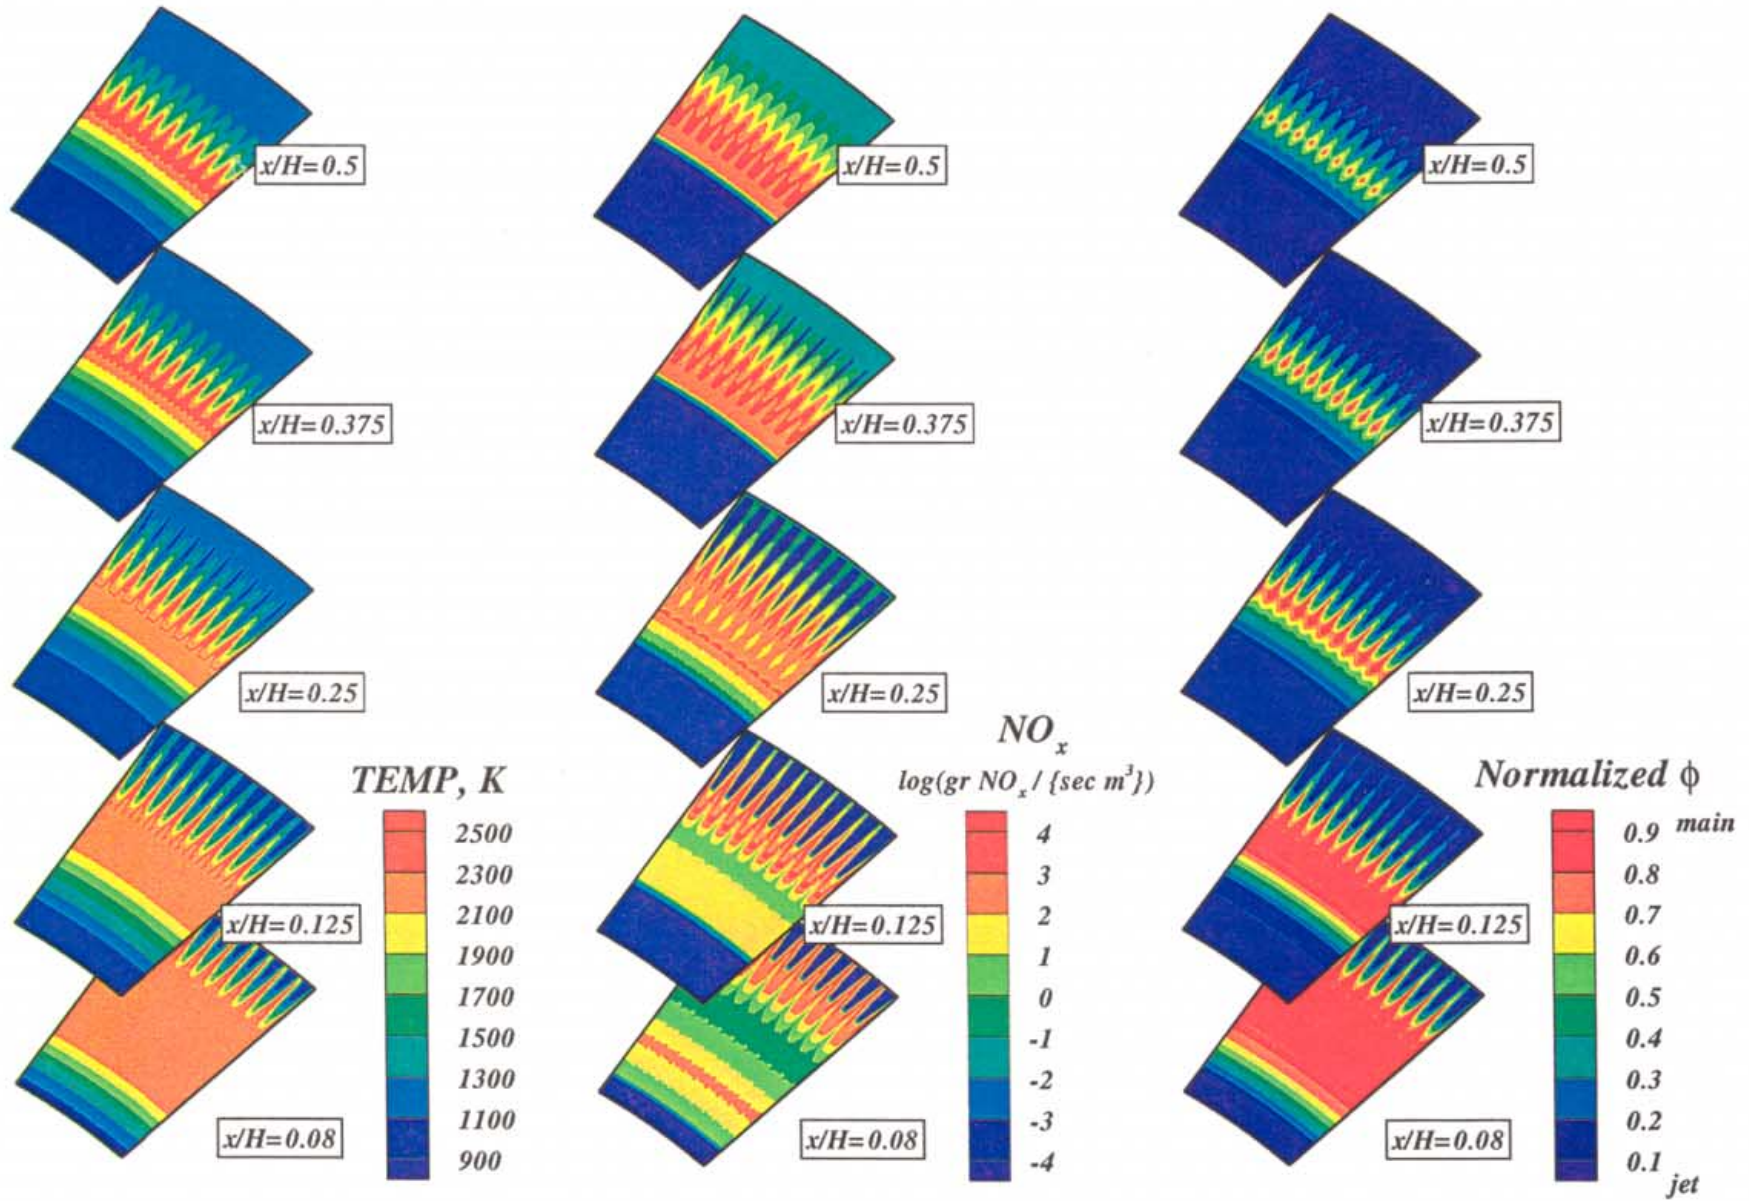 x/H=0.5
x/H=0.5
x/H=0.5
x/H=0.375
x/H=0.375
x/H=0.375
x/H=0.25
x/H=0.25
x/H=0.25
x/H=0.125
x/H=0.125
x/H=0.125
x/H=0.08
x/H=0.08
x/H=0.08
TEMP, K
2500
2300
2100
1900
1700
1500
1300
1100
900
NOx
log(gr NOx / {sec m³})
4
3
2
1
0
-1
-2
-3
-4
Normalized ϕ
0.9 main
0.8
0.7
0.6
0.5
0.4
0.3
0.2
0.1
jet